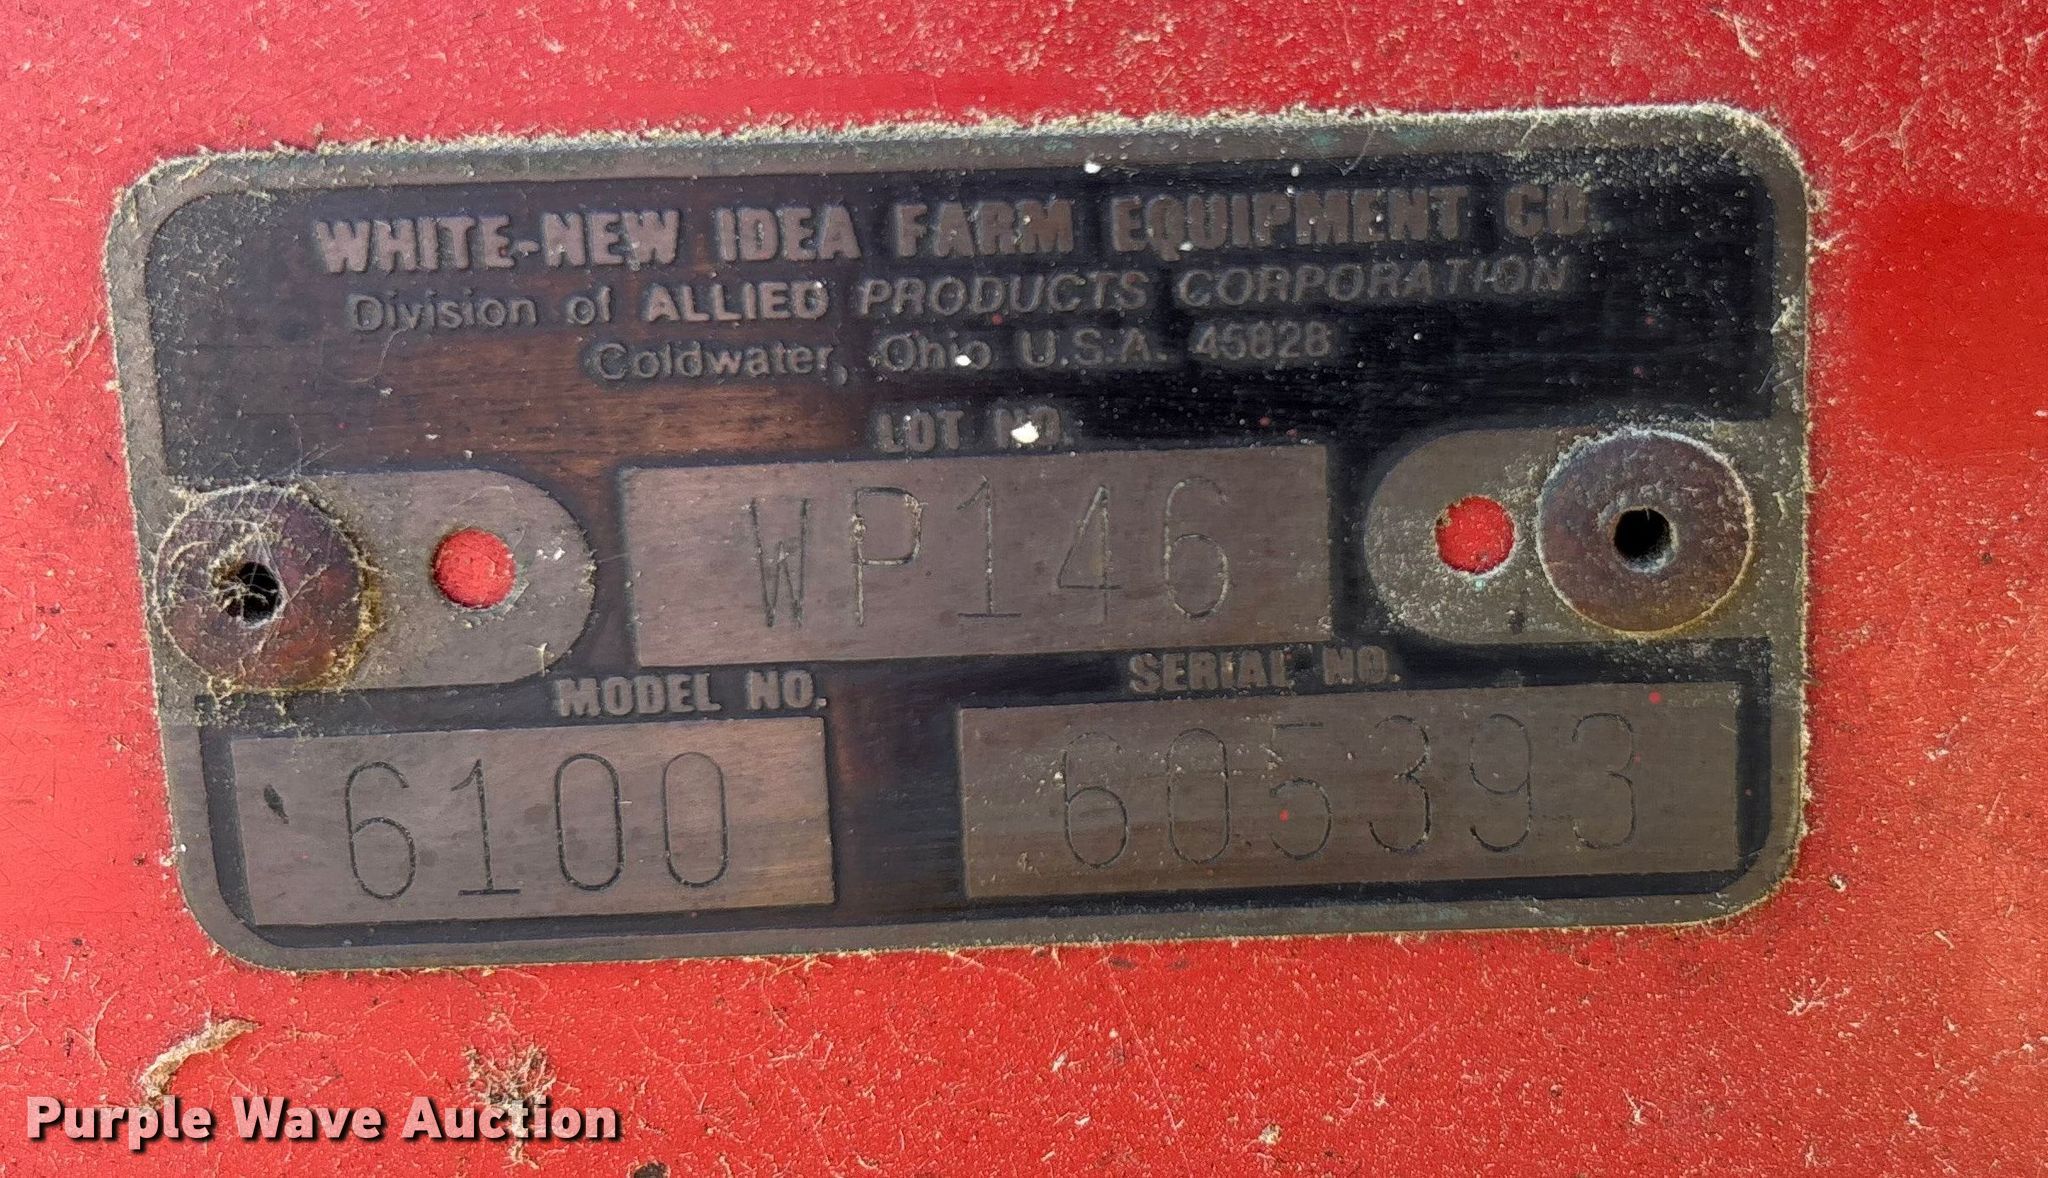 WHITE-NEW IDEA FARM EQUIPMENT CO.
Division of ALLIED PRODUCTS CORPORATION
Coldwater, Ohio U.S.A. 45828
LOT NO.
WP146
MODEL NO. SERIAL NO.
6100 605393
Purple Wave Auction